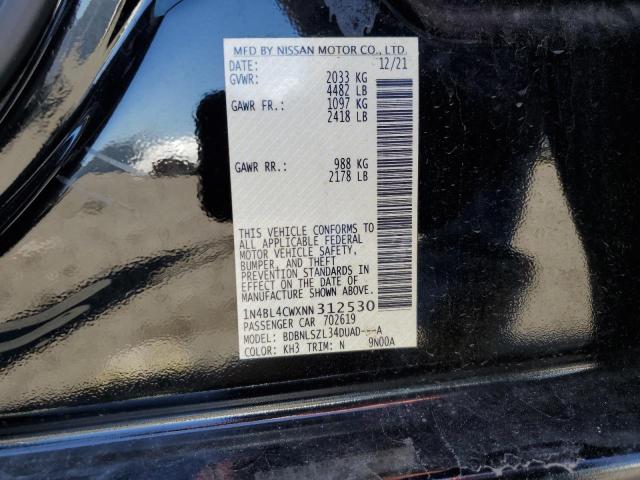 MFD BY NISSAN MOTOR CO., LTD.
DATE: 12/21
GVWR: 2033 KG
4482 LB
GAWR FR.: 1097 KG
2418 LB
GAWR RR.: 988 KG
2178 LB
THIS VEHICLE CONFORMS TO
ALL APPLICABLE FEDERAL
MOTOR VEHICLE SAFETY,
BUMPER, AND THEFT
PREVENTION STANDARDS IN
EFFECT ON THE DATE OF
MANUFACTURE SHOWN ABOVE.
1N4BL4CWXNN312530
PASSENGER CAR 702619
MODEL: BDBNLSZL34DUAD---A
COLOR: KH3 TRIM: N 9N00A